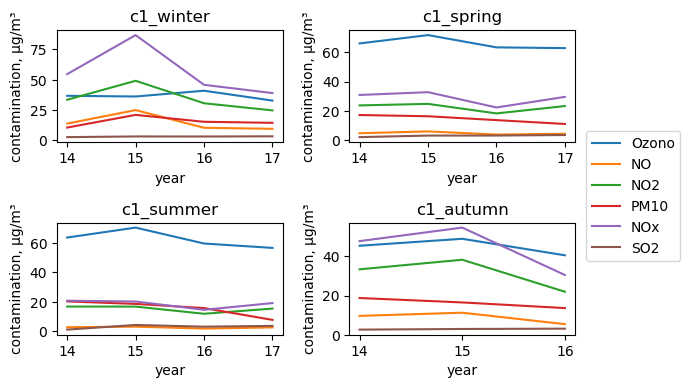 c1_winter
contamination, μg/m³
75
50
25
0
14
15
16
17
year
c1_spring
contamination, μg/m³
60
40
20
0
14
15
16
17
year
c1_summer
contamination, μg/m³
60
40
20
0
14
15
16
17
year
c1_autumn
contamination, μg/m³
40
20
0
14
15
16
year
Ozono
NO
NO2
PM10
NOx
SO2